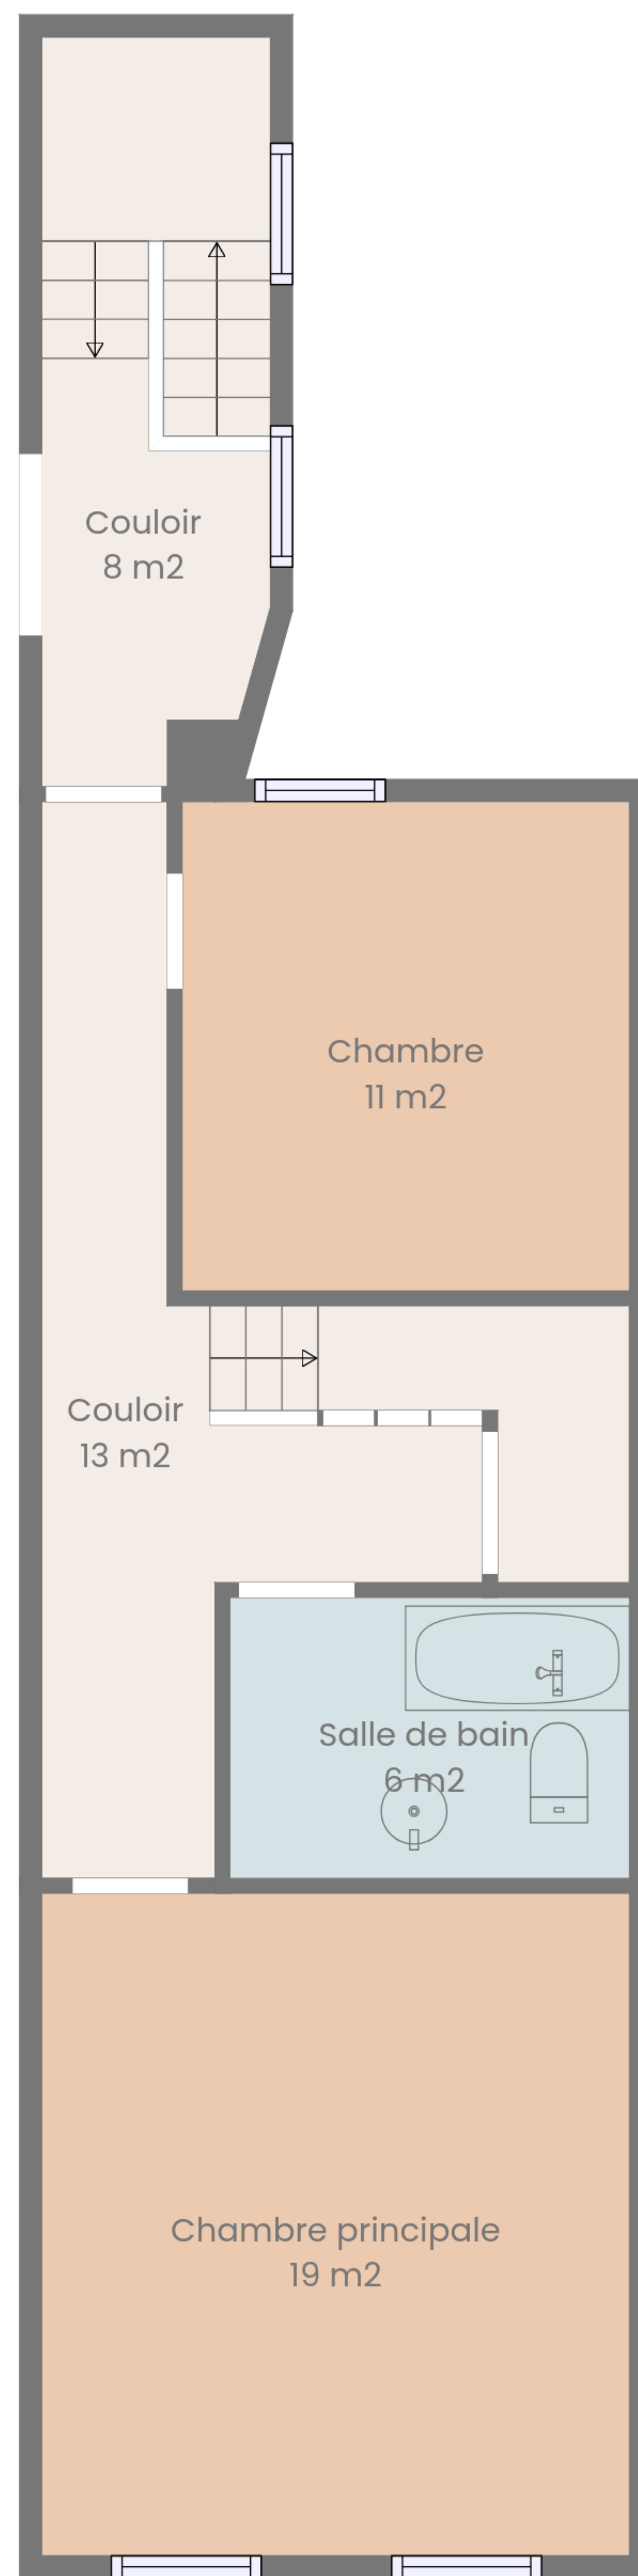 Couloir
8 m2
Chambre
11 m2
Couloir
13 m2
Salle de bain
6 m2
Chambre principale
19 m2